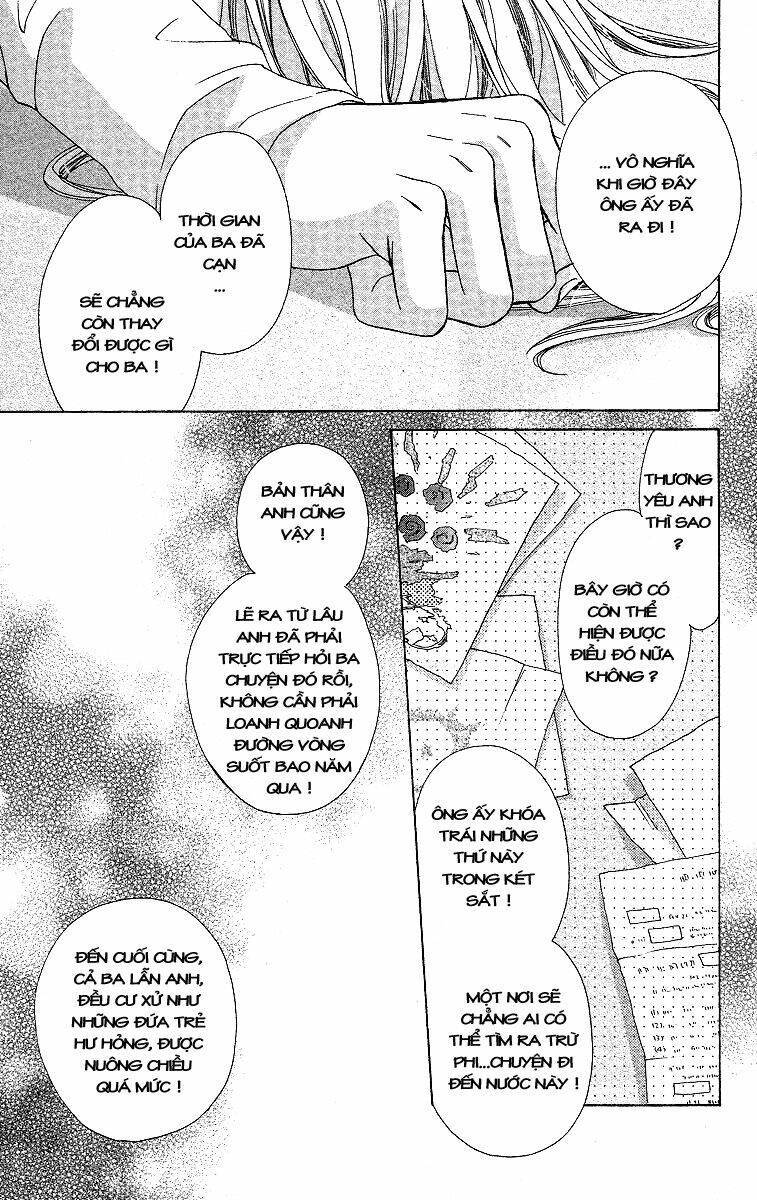 ... VÔ NGHĨA
KHI GIỜ ĐÂY
ÔNG ẤY ĐÃ
RA ĐI !
THỜI GIAN
CỦA BA ĐÃ
CẠN
...
SẼ CHẲNG
CÒN THAY
ĐỔI ĐƯỢC GÌ
CHO BA !
THƯƠNG
YÊU ANH
THÌ SAO
?
BÂY GIỜ CÓ
CÒN THỂ
HIỆN ĐƯỢC
ĐIỀU ĐÓ NỮA
KHÔNG ?
ÔNG ẤY KHÓA
TRÁI NHỮNG
THỨ NÀY
TRONG KÉT
SẮT !
MỘT NƠI SẼ
CHẲNG AI CÓ
THỂ TÌM RA TRỪ
PHI...CHUYỆN ĐI
ĐẾN NƯỚC NÀY !
BẢN THÂN
ANH CŨNG
VẬY !
LẼ RA TỪ LÂU
ANH ĐÃ PHẢI
TRỰC TIẾP HỎI BA
CHUYỆN ĐÓ RỒI,
KHÔNG CẦN PHẢI
LOANH QUOANH
ĐƯỜNG VÒNG
SUỐT BAO NĂM
QUA !
ĐẾN CUỐI CÙNG,
CẢ BA LẪN ANH,
ĐỀU CƯ XỬ NHƯ
NHỮNG ĐỨA TRẺ
HƯ HỎNG, ĐƯỢC
NUÔNG CHIỀU
QUÁ MỨC !